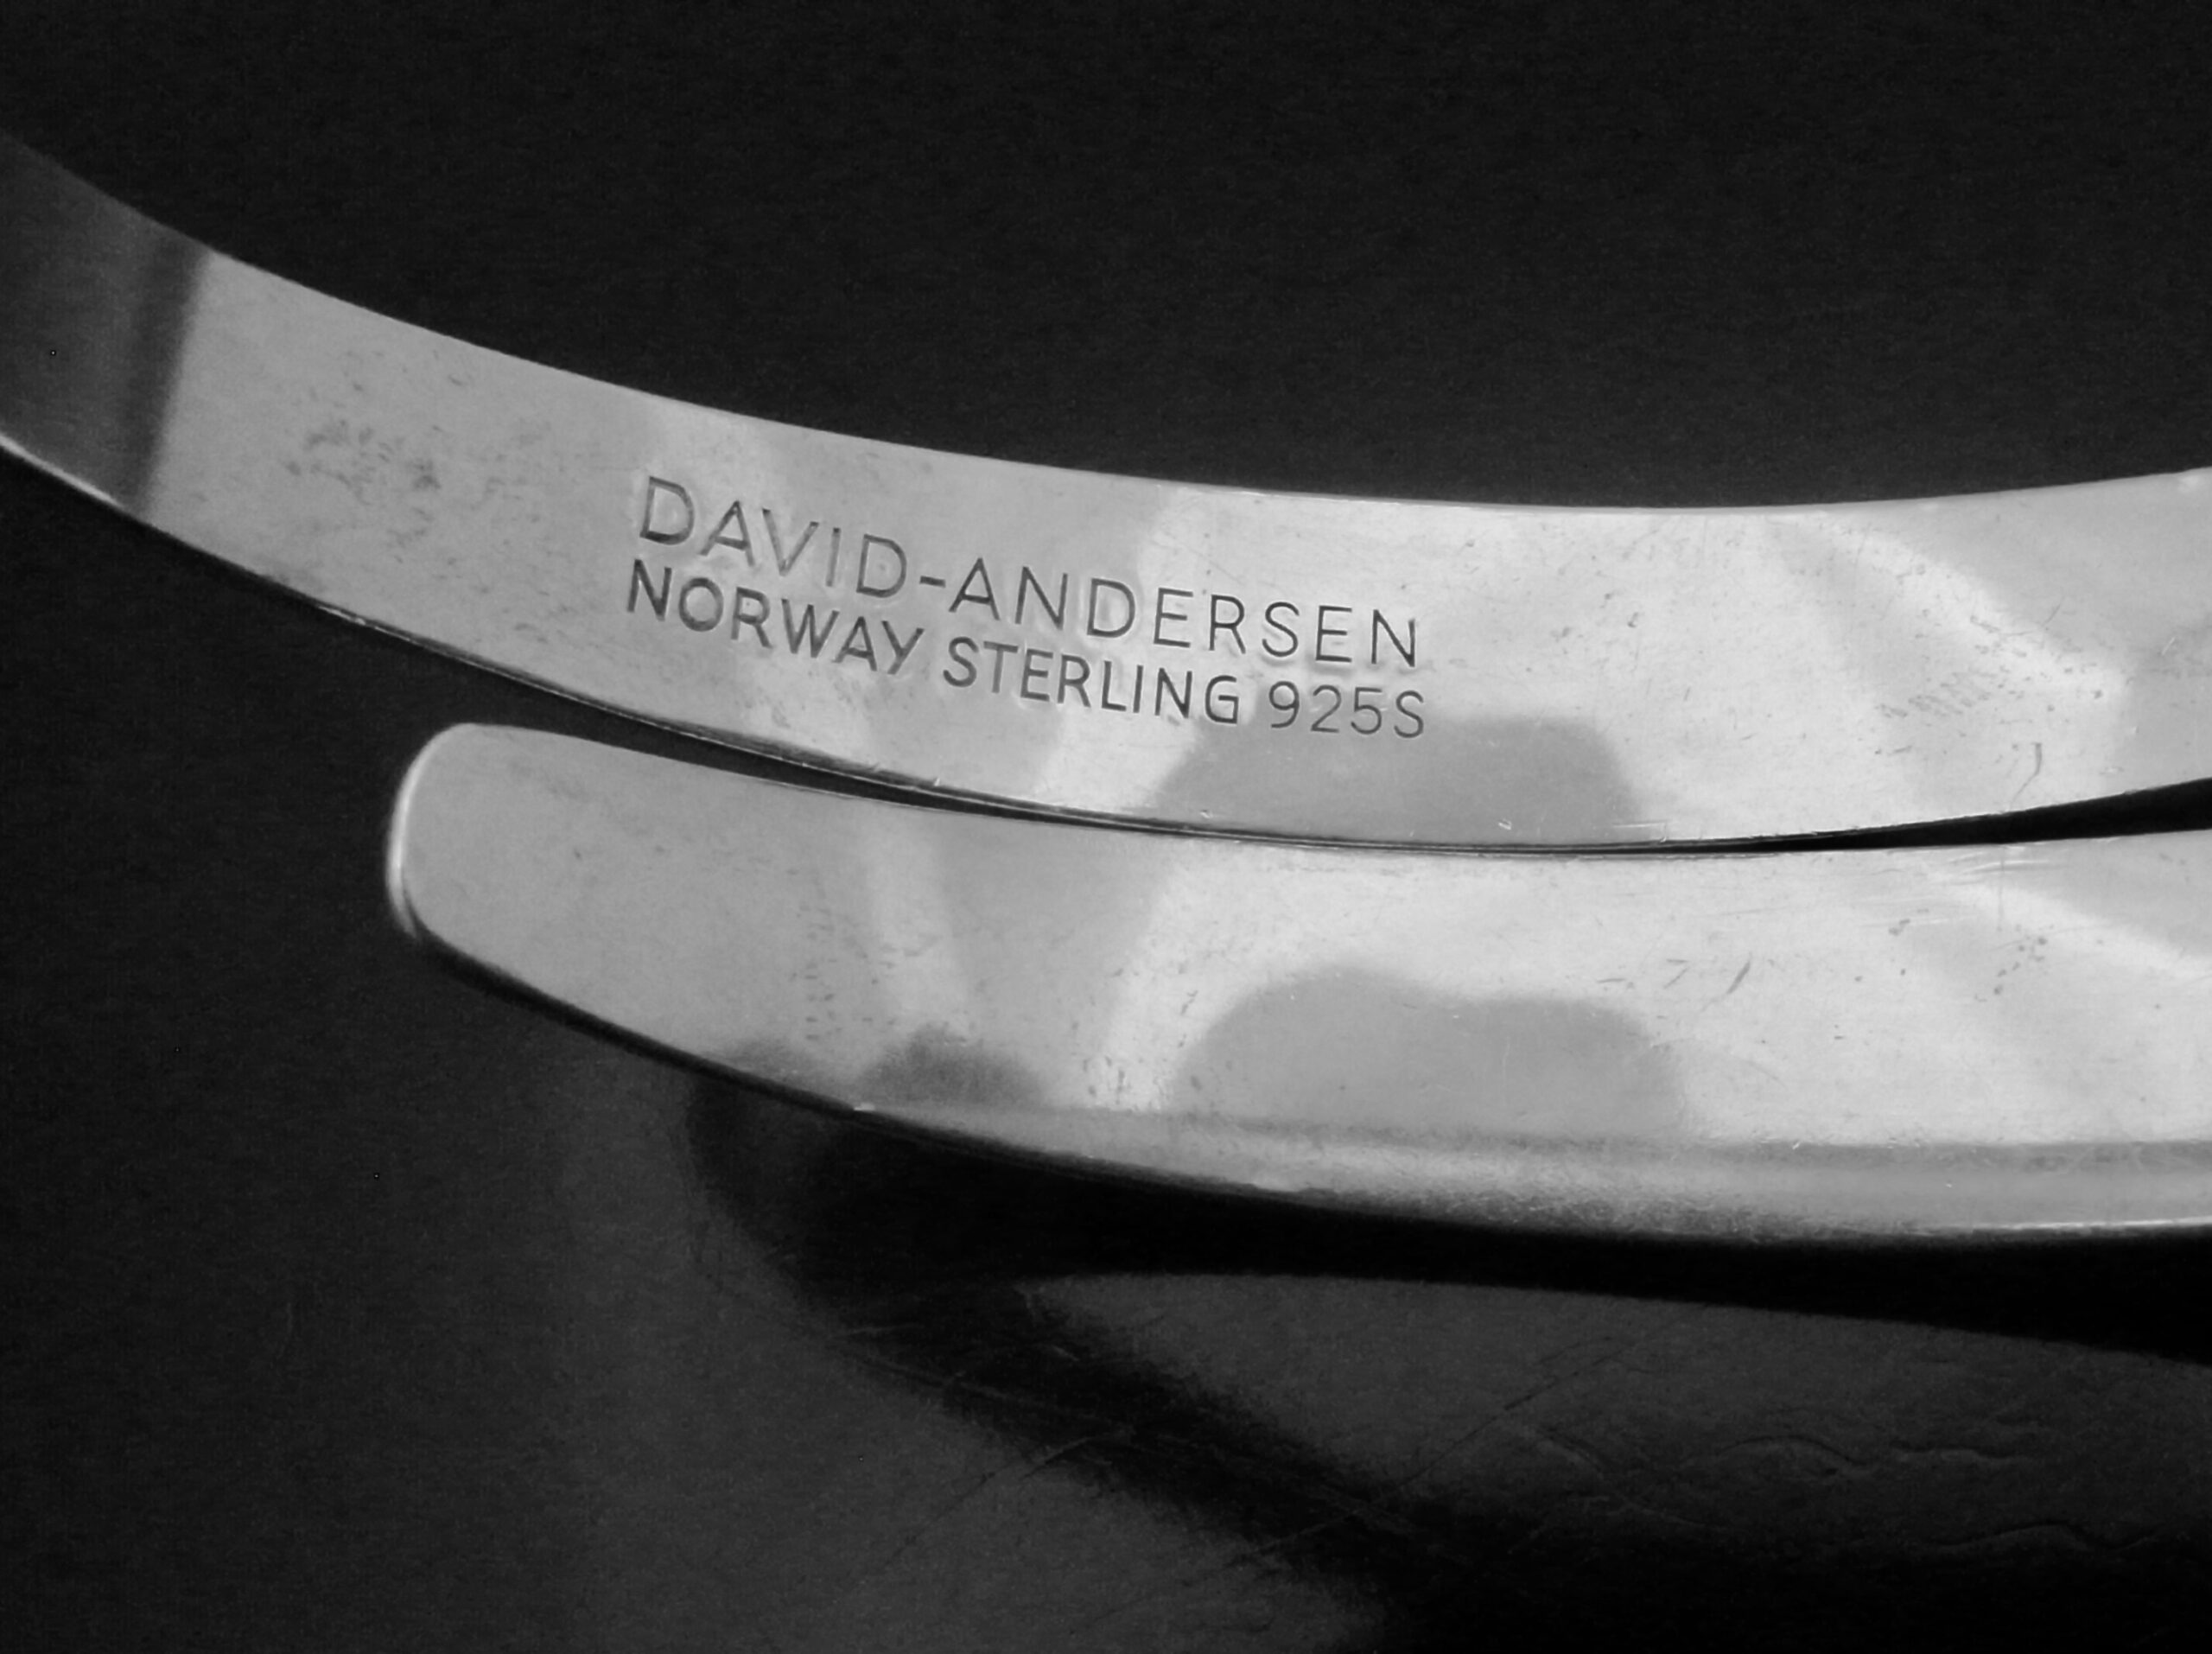 DAVID-ANDERSEN
NORWAY STERLING 925S